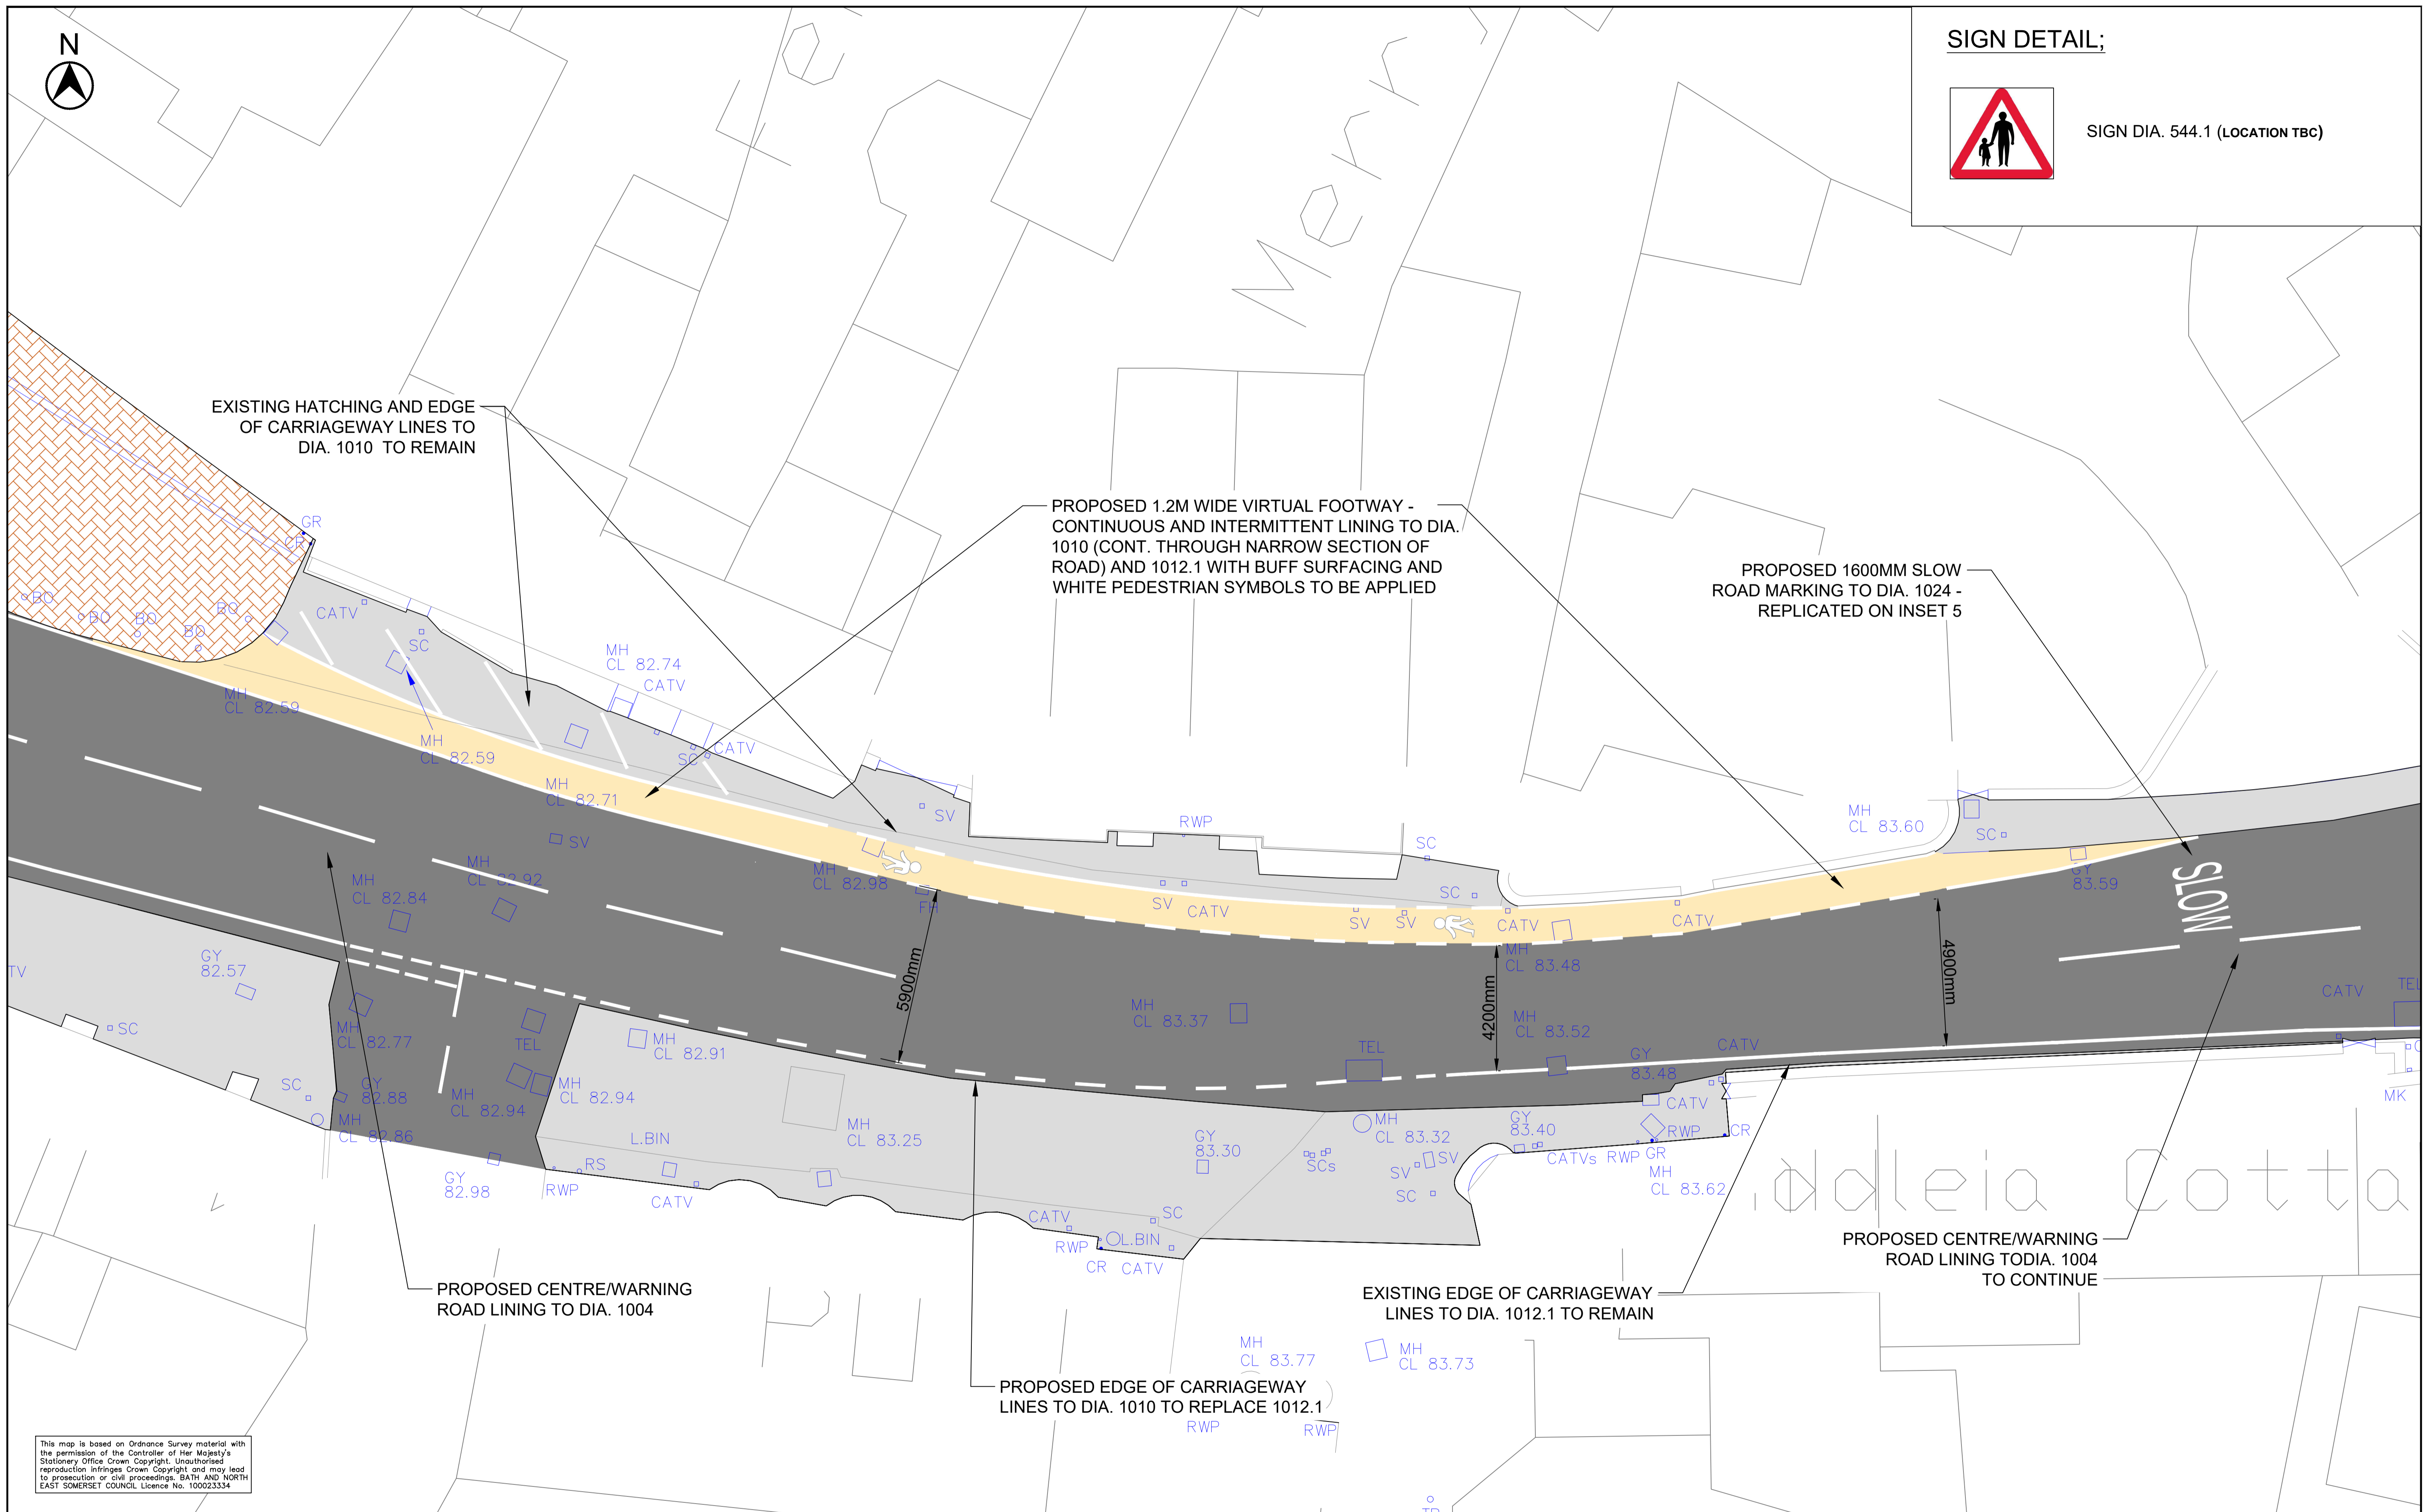 N
SIGN DETAIL;
SIGN DIA. 544.1 (LOCATION TBC)
EXISTING HATCHING AND EDGE
OF CARRIAGEWAY LINES TO
DIA. 1010 TO REMAIN
PROPOSED 1.2M WIDE VIRTUAL FOOTWAY -
CONTINUOUS AND INTERMITTENT LINING TO DIA.
1010 (CONT. THROUGH NARROW SECTION OF
ROAD) AND 1012.1 WITH BUFF SURFACING AND
WHITE PEDESTRIAN SYMBOLS TO BE APPLIED
PROPOSED 1600MM SLOW
ROAD MARKING TO DIA. 1024 -
REPLICATED ON INSET 5
GR
CR
BO
BO
BO
BO
BO
CATV
SC
MH
CL 82.74
CATV
MH
CL 82.59
MH
CL 82.59
SC
CATV
MH
CL 82.71
SV
SV
RWP
SC
MH
CL 83.60
SC
MH
CL 82.92
MH
CL 82.84
MH
CL 82.98
FH
SV
CATV
SC
SV
SV
CATV
CATV
GY
83.59
SLOW
TV
GY
82.57
5900mm
MH
CL 83.48
4200mm
4900mm
CATV
TEL
SC
MH
CL 82.77
TEL
MH
CL 82.91
MH
CL 83.37
MH
CL 83.52
TEL
GY
83.48
CATV
SC
GY
82.88
MH
CL 82.86
MH
CL 82.94
MH
CL 82.94
L.BIN
MH
CL 83.25
GY
83.30
MH
CL 83.32
GY
83.40
CATV
RWP
CR
MK
GY
82.98
RS
RWP
CATV
SCs
SV
SV
SC
CATVs
RWP
GR
MH
CL 83.62
CATV
SC
RWP
L.BIN
CR
CATV
ddleia Cotta
PROPOSED CENTRE/WARNING
ROAD LINING TO DIA. 1004
EXISTING EDGE OF CARRIAGEWAY
LINES TO DIA. 1012.1 TO REMAIN
PROPOSED CENTRE/WARNING
ROAD LINING TODIA. 1004
TO CONTINUE
MH
CL 83.77
MH
CL 83.73
PROPOSED EDGE OF CARRIAGEWAY
LINES TO DIA. 1010 TO REPLACE 1012.1
RWP
RWP
This map is based on Ordnance Survey material with
the permission of the Controller of Her Majesty's
Stationery Office Crown Copyright. Unauthorised
reproduction infringes Crown Copyright and may lead
to prosecution or civil proceedings. BATH AND NORTH
EAST SOMERSET COUNCIL Licence No. 100023334